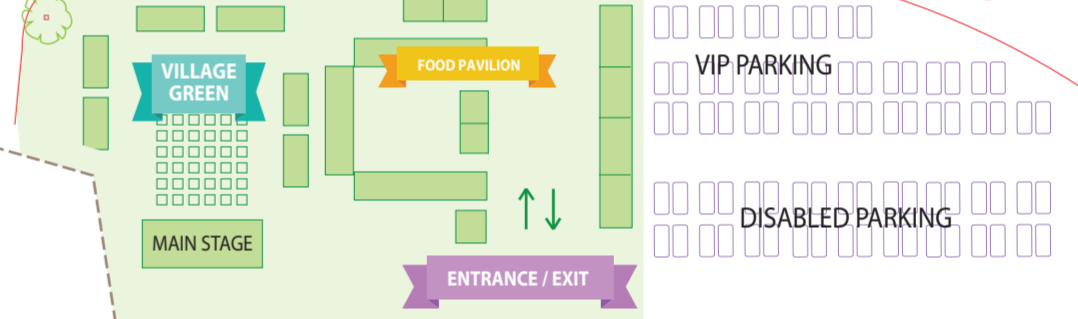 VILLAGE
GREEN
FOOD PAVILION
VIP PARKING
MAIN STAGE
DISABLED PARKING
ENTRANCE / EXIT